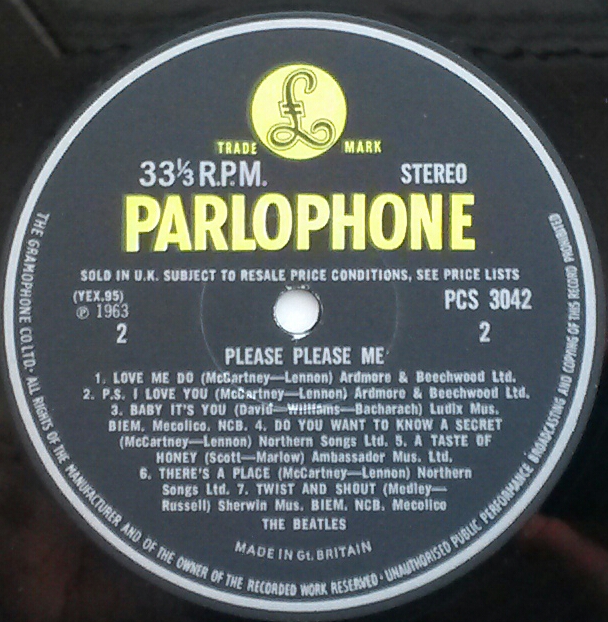 £
TRADE MARK
33⅓ R.P.M. STEREO
PARLOPHONE
SOLD IN U.K. SUBJECT TO RESALE PRICE CONDITIONS, SEE PRICE LISTS
(YEX.95) PCS 3042
℗ 1963
2 2
PLEASE PLEASE ME
1. LOVE ME DO (McCartney—Lennon) Ardmore & Beechwood Ltd.
2. P.S. I LOVE YOU (McCartney—Lennon) Ardmore & Beechwood Ltd.
3. BABY IT'S YOU (David—Williams—Bacharach) Ludix Mus.
BIEM. Mecolico. NCB. 4. DO YOU WANT TO KNOW A SECRET
(McCartney—Lennon) Northern Songs Ltd. 5. A TASTE OF
HONEY (Scott—Marlow) Ambassador Mus. Ltd.
6. THERE'S A PLACE (McCartney—Lennon) Northern
Songs Ltd. 7. TWIST AND SHOUT (Medley—
Russell) Sherwin Mus. BIEM. NCB. Mecolico
THE BEATLES
MADE IN Gt. BRITAIN
THE GRAMOPHONE CO. LTD. · ALL RIGHTS OF THE MANUFACTURER AND OF THE OWNER OF THE RECORDED WORK RESERVED · UNAUTHORISED PUBLIC PERFORMANCE BROADCASTING AND COPYING OF THIS RECORD PROHIBITED